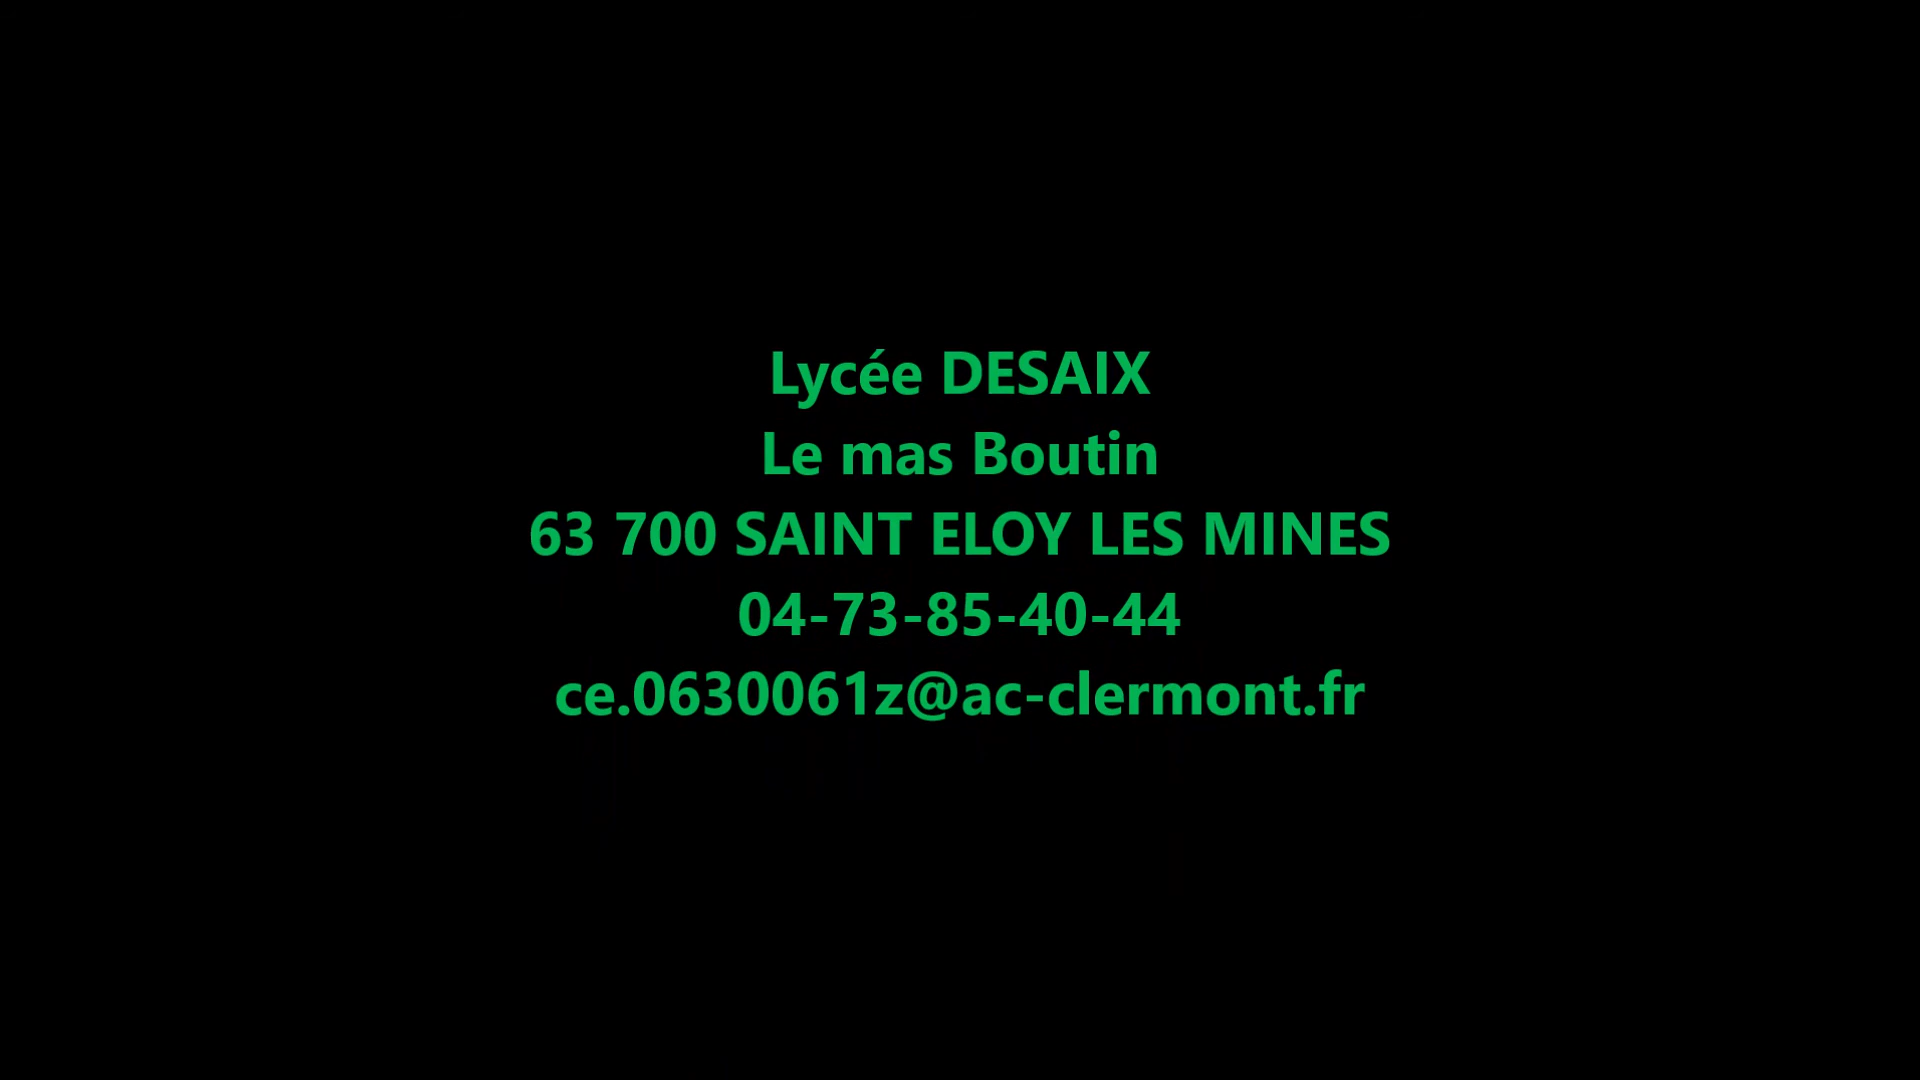 Lycée DESAIX
Le mas Boutin
63 700 SAINT ELOY LES MINES
04-73-85-40-44
ce.0630061z@ac-clermont.fr